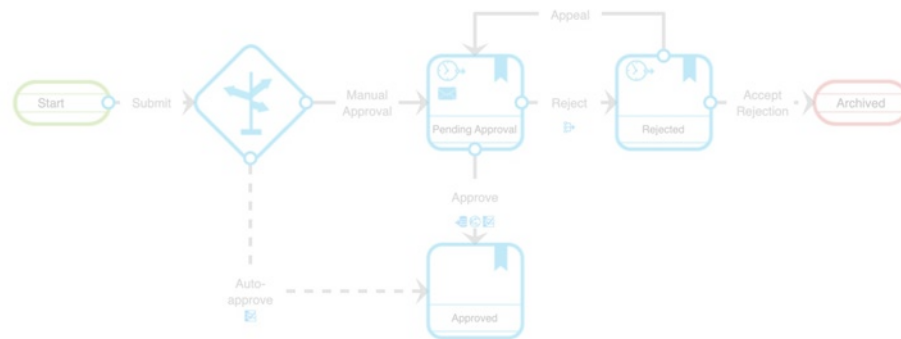 Appeal
Start
Submit
Manual
Approval
Pending Approval
Reject
Rejected
Accept
Rejection
Archived
Approve
Auto-
approve
Approved